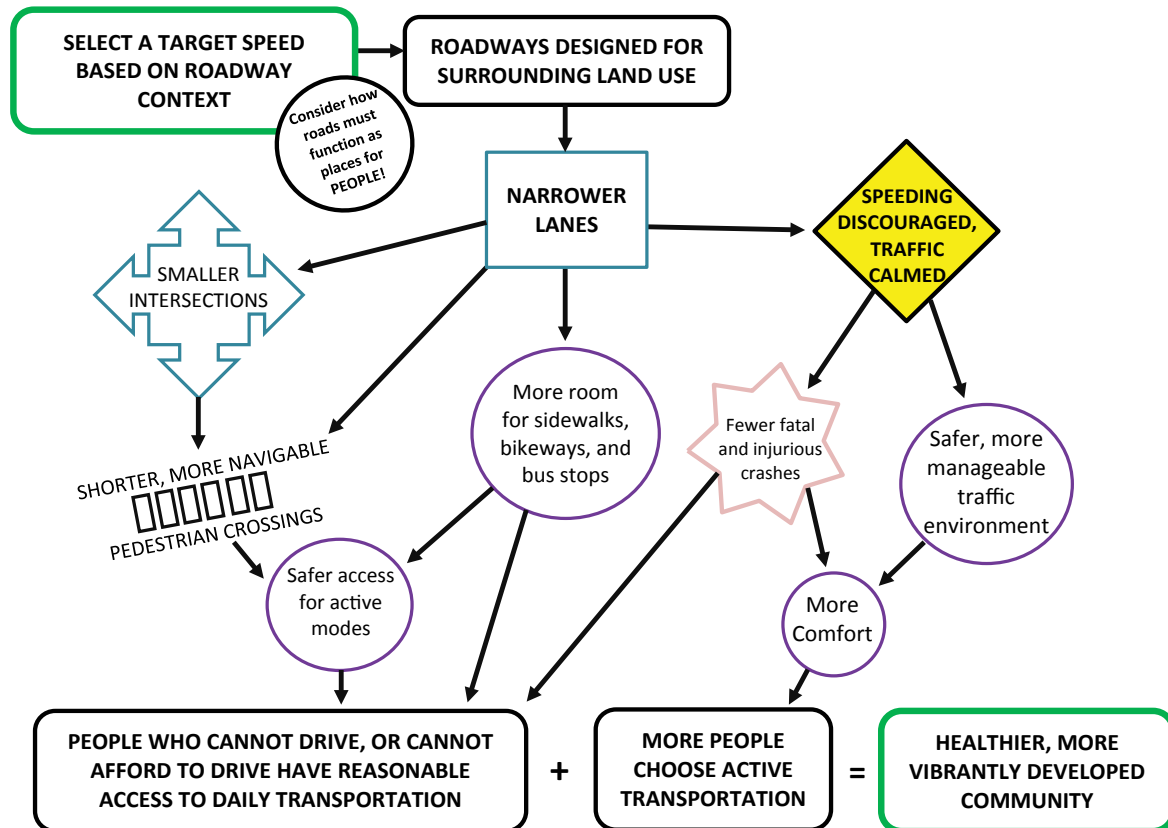 SELECT A TARGET SPEED
BASED ON ROADWAY
CONTEXT
ROADWAYS DESIGNED FOR
SURROUNDING LAND USE
Consider how
roads must
function as
places for
PEOPLE!
NARROWER
LANES
SPEEDING
DISCOURAGED,
TRAFFIC
CALMED
SMALLER
INTERSECTIONS
More room
for sidewalks,
bikeways, and
bus stops
Fewer fatal
and injurious
crashes
Safer, more
manageable
traffic
environment
SHORTER, MORE NAVIGABLE
PEDESTRIAN CROSSINGS
Safer access
for active
modes
More
Comfort
PEOPLE WHO CANNOT DRIVE, OR CANNOT
AFFORD TO DRIVE HAVE REASONABLE
ACCESS TO DAILY TRANSPORTATION
+
MORE PEOPLE
CHOOSE ACTIVE
TRANSPORTATION
=
HEALTHIER, MORE
VIBRANTLY DEVELOPED
COMMUNITY